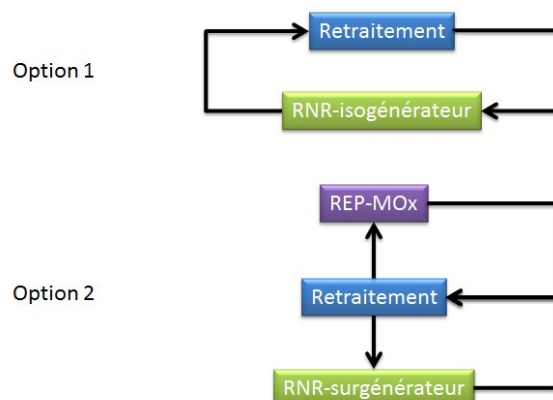 Retraitement
Option 1
RNR-isogénérateur
REP-MOx
Option 2
Retraitement
RNR-surgénérateur